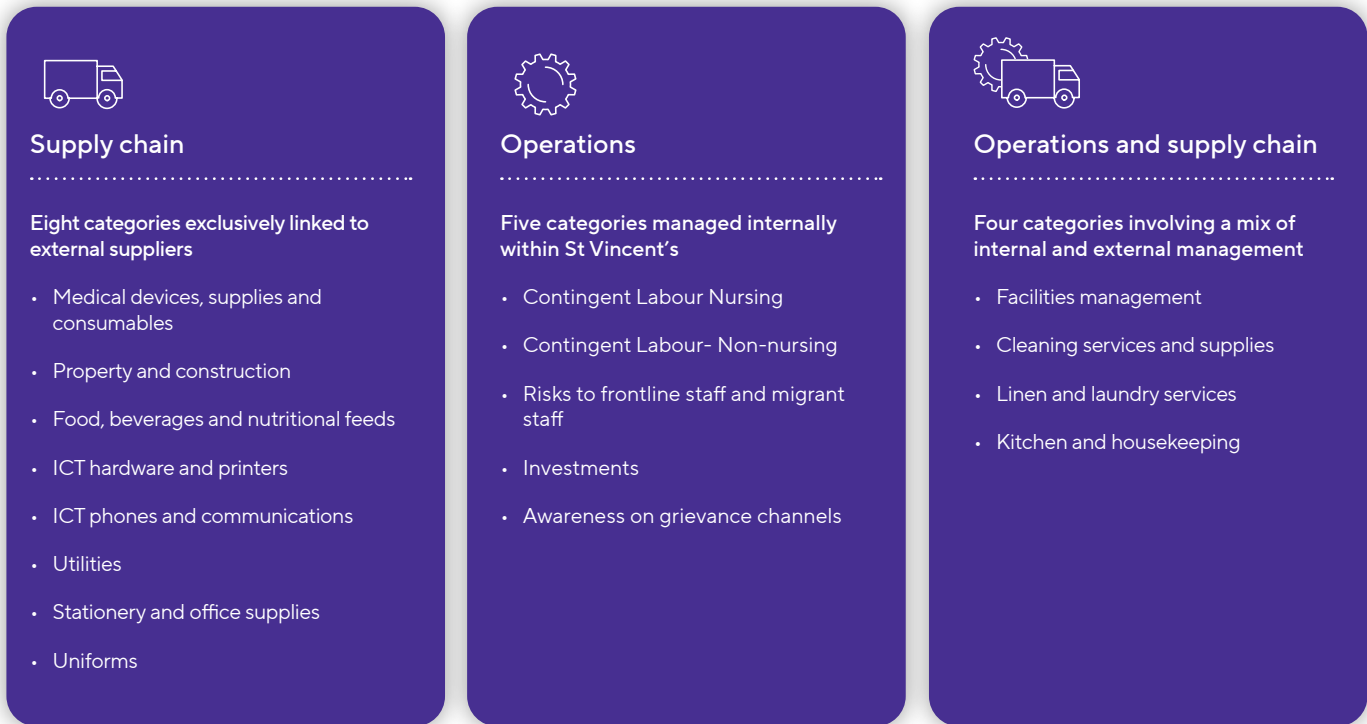 Supply chain
Eight categories exclusively linked to
external suppliers
• Medical devices, supplies and
consumables
• Property and construction
• Food, beverages and nutritional feeds
• ICT hardware and printers
• ICT phones and communications
• Utilities
• Stationery and office supplies
• Uniforms
Operations
Five categories managed internally
within St Vincent’s
• Contingent Labour Nursing
• Contingent Labour- Non-nursing
• Risks to frontline staff and migrant
staff
• Investments
• Awareness on grievance channels
Operations and supply chain
Four categories involving a mix of
internal and external management
• Facilities management
• Cleaning services and supplies
• Linen and laundry services
• Kitchen and housekeeping